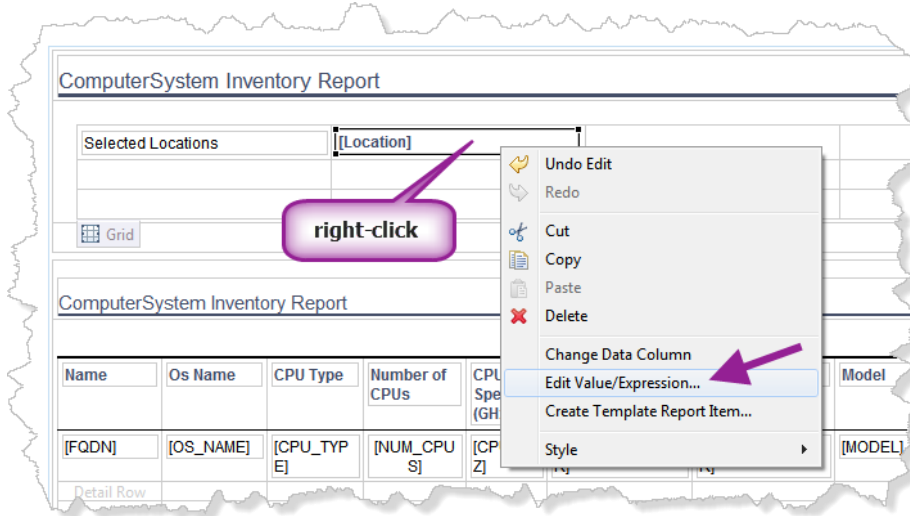 ComputerSystem Inventory Report
Selected Locations
[Location]
Grid
right-click
Undo Edit
Redo
Cut
Copy
Paste
Delete
Change Data Column
Edit Value/Expression...
Create Template Report Item...
Style
ComputerSystem Inventory Report
Name
Os Name
CPU Type
Number of
CPUs
CPU
Spe
(GH
Model
[FQDN]
[OS_NAME]
[CPU_TYP
E]
[NUM_CPU
S]
[CP
Z]
[MODEL]
Detail Row